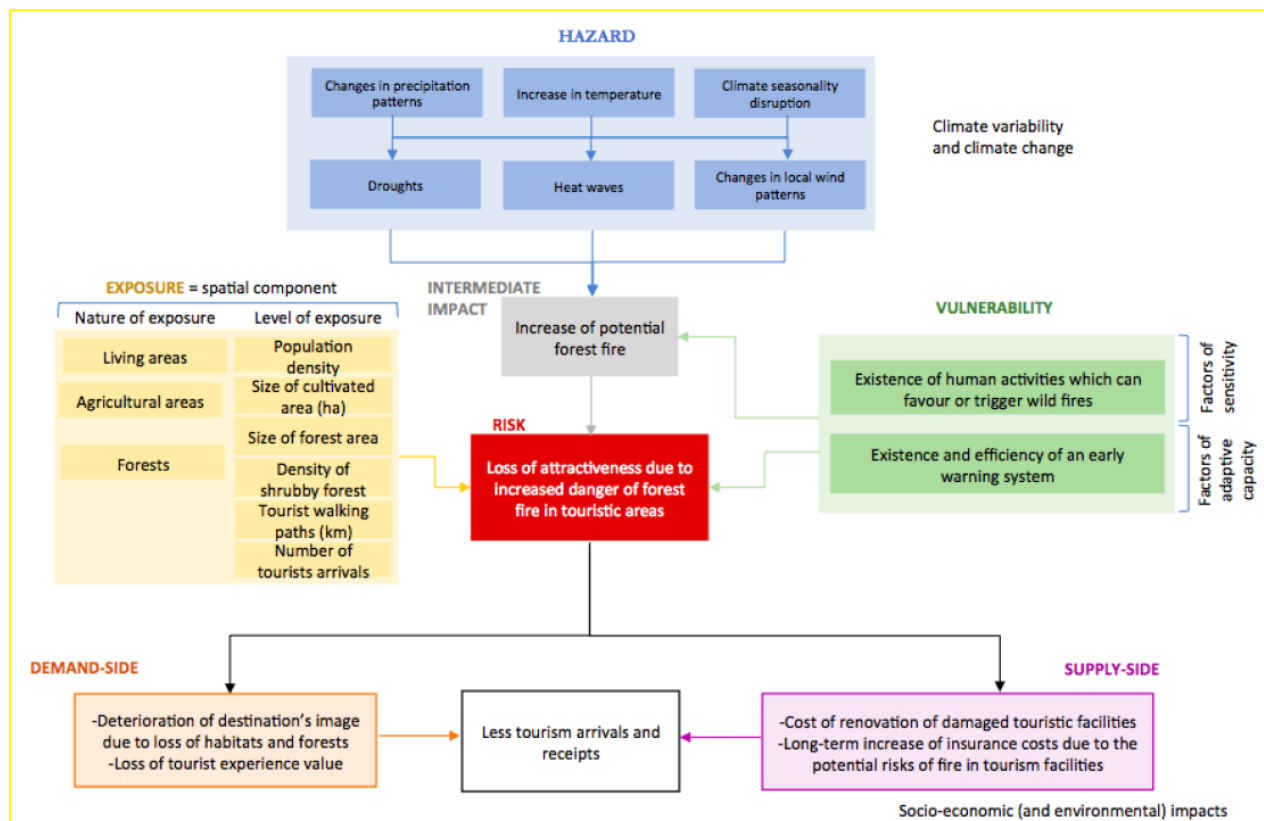 HAZARD
Changes in precipitation
patterns
Increase in temperature
Climate seasonality
disruption
Climate variability
and climate change
Droughts
Heat waves
Changes in local wind
patterns
EXPOSURE = spatial component
Nature of exposure
Level of exposure
Living areas
Population
density
Agricultural areas
Size of cultivated
area (ha)
Forests
Size of forest area
Density of
shrubby forest
Tourist walking
paths (km)
Number of
tourists arrivals
INTERMEDIATE
IMPACT
Increase of potential
forest fire
VULNERABILITY
Existence of human activities which can
favour or trigger wild fires
Factors of
sensitivity
Existence and efficiency of an early
warning system
Factors of
adaptive
capacity
RISK
Loss of attractiveness due to
increased danger of forest
fire in touristic areas
DEMAND-SIDE
-Deterioration of destination's image
due to loss of habitats and forests
-Loss of tourist experience value
Less tourism arrivals and
receipts
SUPPLY-SIDE
-Cost of renovation of damaged touristic facilities
-Long-term increase of insurance costs due to the
potential risks of fire in tourism facilities
Socio-economic (and environmental) impacts